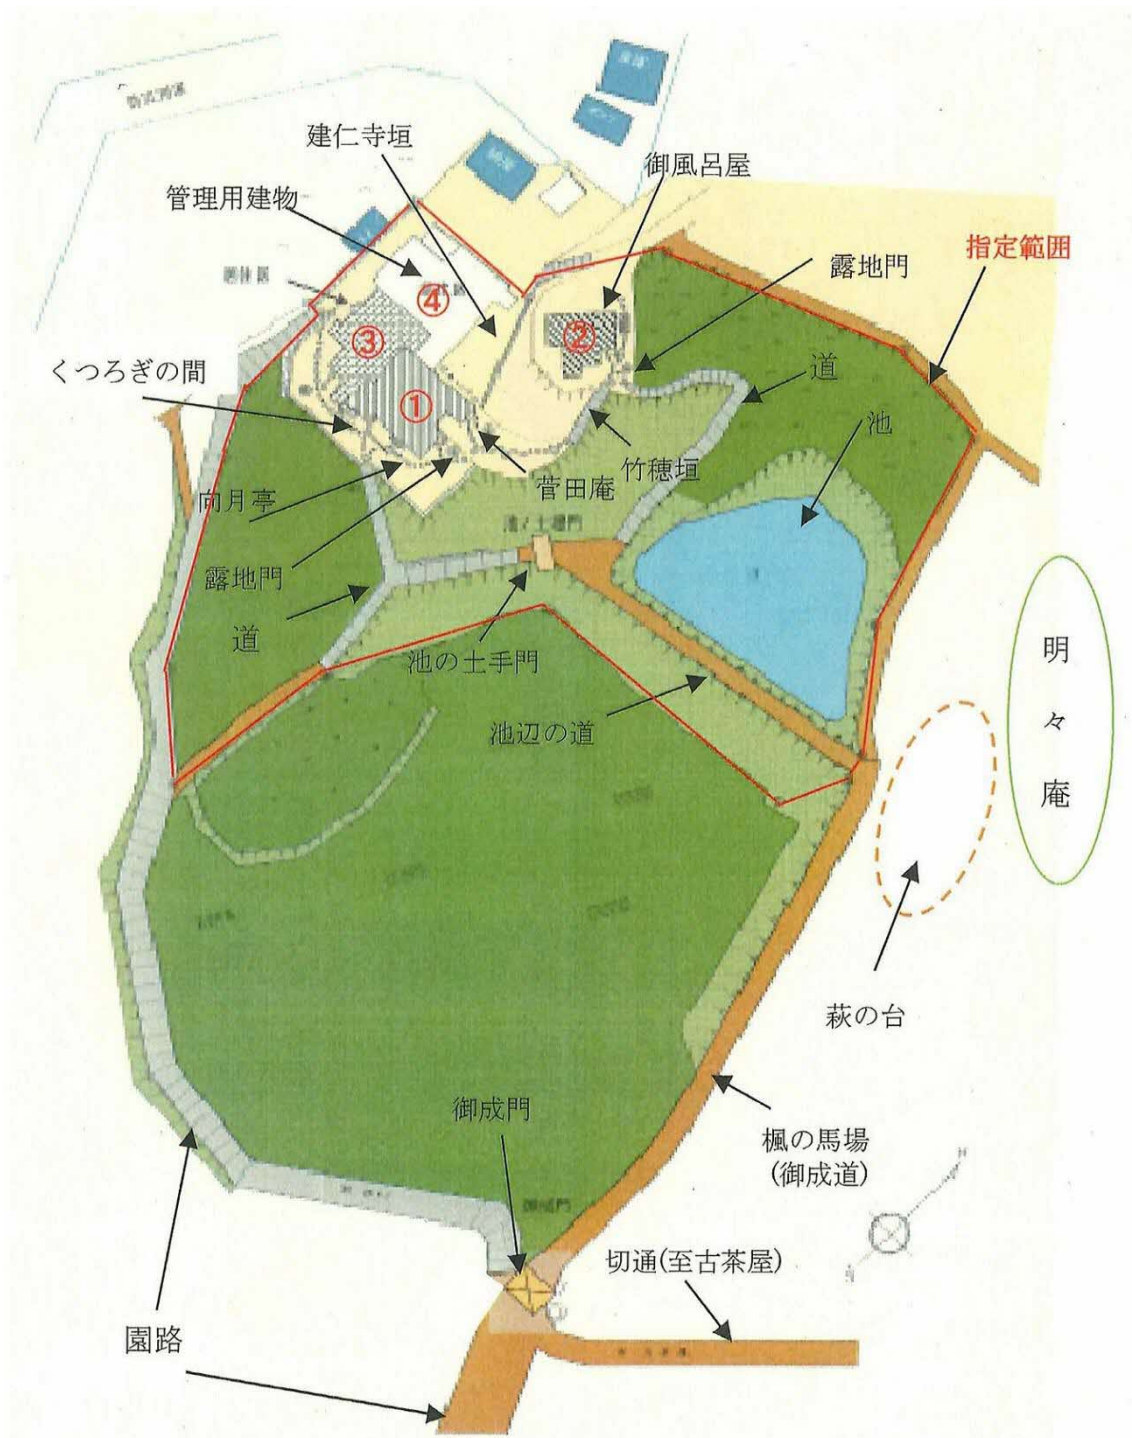 建仁寺垣
御風呂屋
管理用建物
露地門
指定範囲
④
②
③
くつろぎの間
道
①
池
竹穂垣
菅田庵
向月亭
露地門
道
池の土手門
明々庵
池辺の道
萩の台
御成門
楓の馬場
(御成道)
切通(至古茶屋)
園路